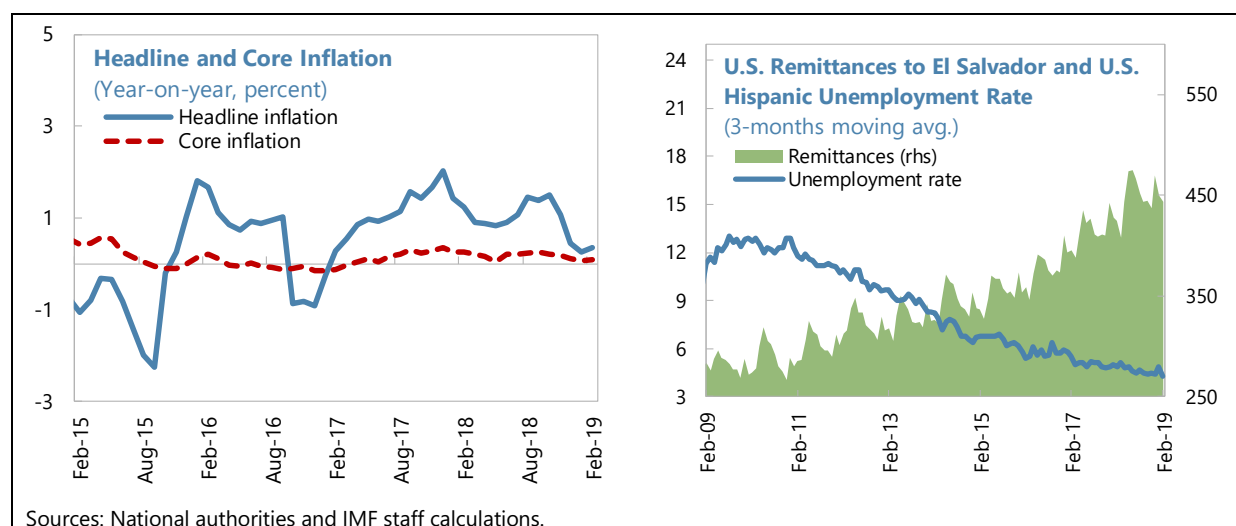 Headline and Core Inflation
(Year-on-year, percent)
Headline inflation
Core inflation
5
3
1
-1
-3
Feb-15
Aug-15
Feb-16
Aug-16
Feb-17
Aug-17
Feb-18
Aug-18
Feb-19
U.S. Remittances to El Salvador and U.S.
Hispanic Unemployment Rate
(3-months moving avg.)
Remittances (rhs)
Unemployment rate
24
21
18
15
12
9
6
3
550
450
350
250
Feb-09
Feb-11
Feb-13
Feb-15
Feb-17
Feb-19
Sources: National authorities and IMF staff calculations.